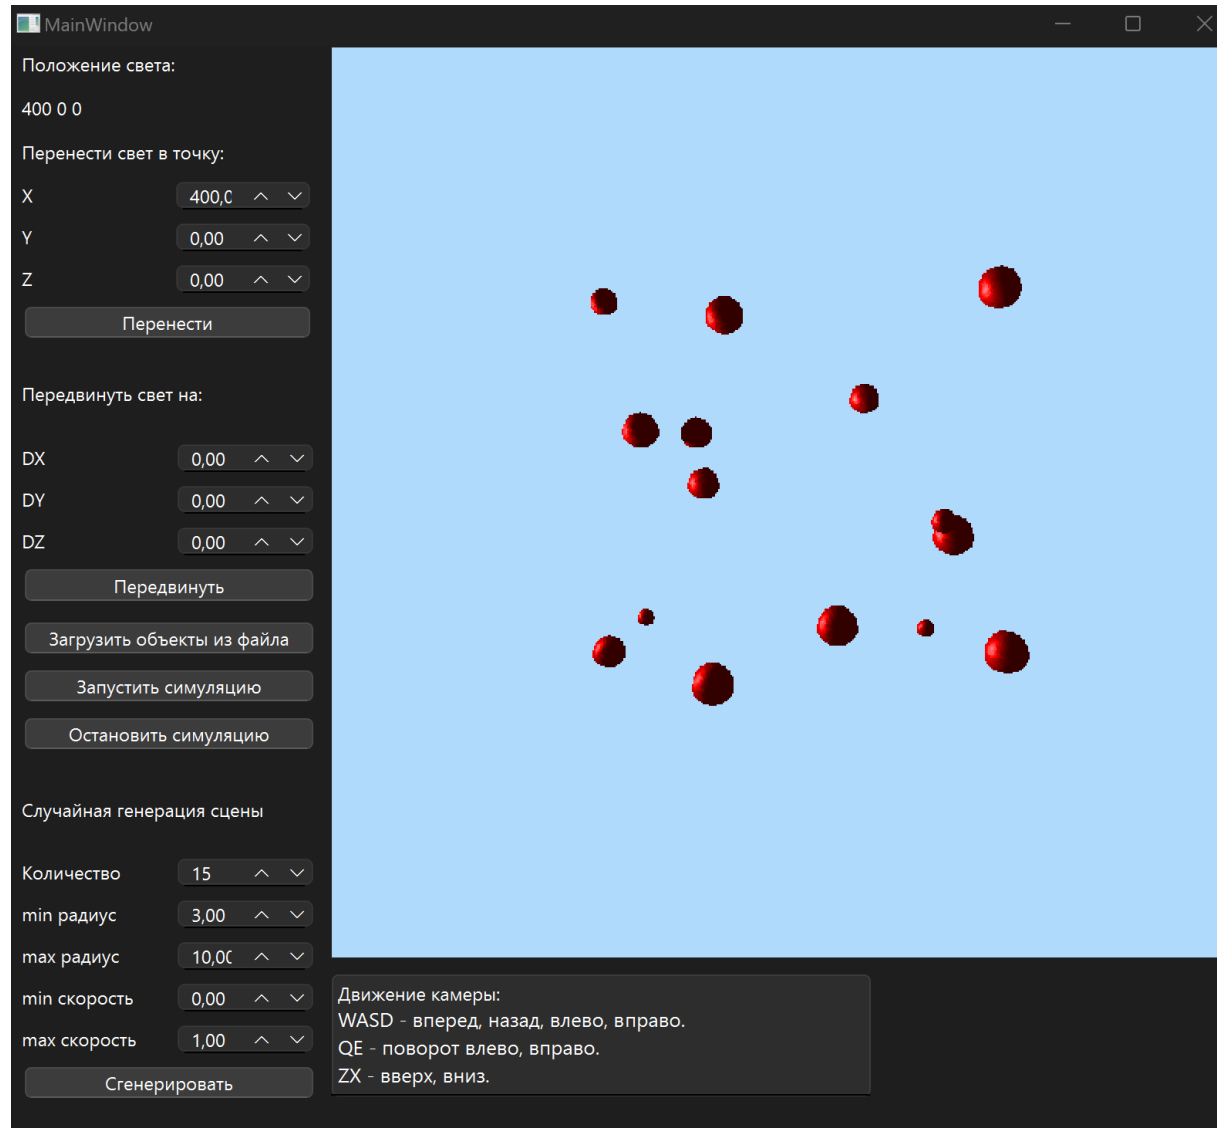 MainWindow
Положение света:
400 0 0
Перенести свет в точку:
X 400,0
Y 0,00
Z 0,00
Перенести
Передвинуть свет на:
DX 0,00
DY 0,00
DZ 0,00
Передвинуть
Загрузить объекты из файла
Запустить симуляцию
Остановить симуляцию
Случайная генерация сцены
Количество 15
min радиус 3,00
max радиус 10,00
min скорость 0,00
max скорость 1,00
Сгенерировать
Движение камеры:
WASD - вперед, назад, влево, вправо.
QE - поворот влево, вправо.
ZX - вверх, вниз.